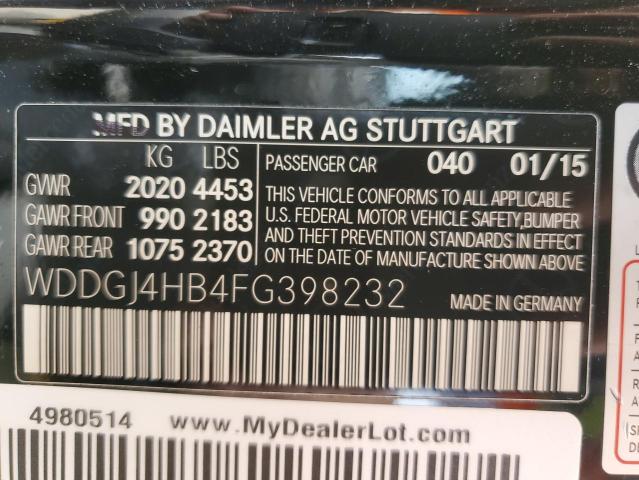 MFD BY DAIMLER AG STUTTGART
KG LBS
GVWR 2020 4453
GAWR FRONT 990 2183
GAWR REAR 1075 2370
PASSENGER CAR 040 01/15
THIS VEHICLE CONFORMS TO ALL APPLICABLE
U.S. FEDERAL MOTOR VEHICLE SAFETY,BUMPER
AND THEFT PREVENTION STANDARDS IN EFFECT
ON THE DATE OF MANUFACTURE SHOWN ABOVE
WDDGJ4HB4FG398232
MADE IN GERMANY
4980514
www.MyDealerLot.com